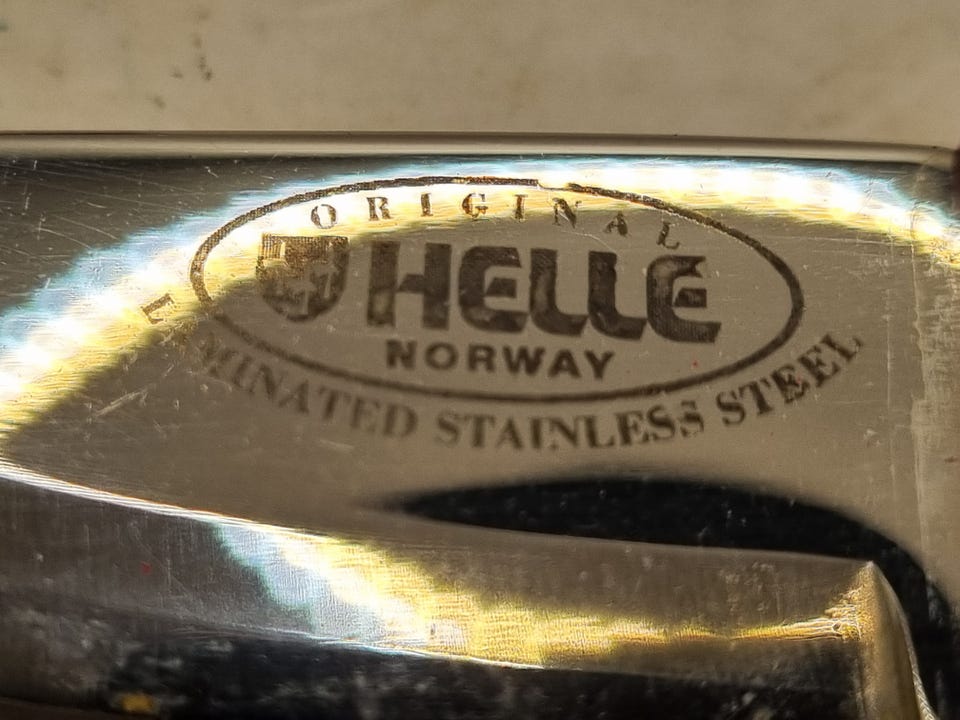 ORIGINAL
HELLE
NORWAY
LAMINATED STAINLESS STEEL